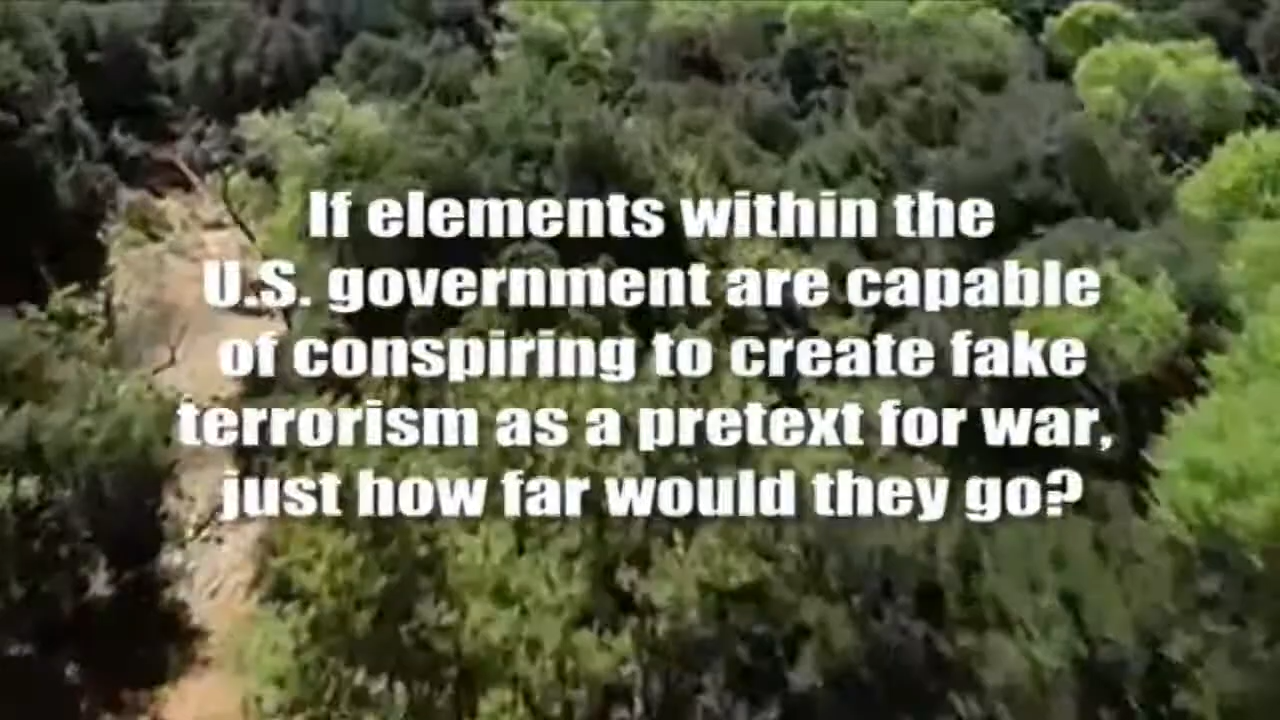 If elements within the
U.S. government are capable
of conspiring to create fake
terrorism as a pretext for war,
just how far would they go?